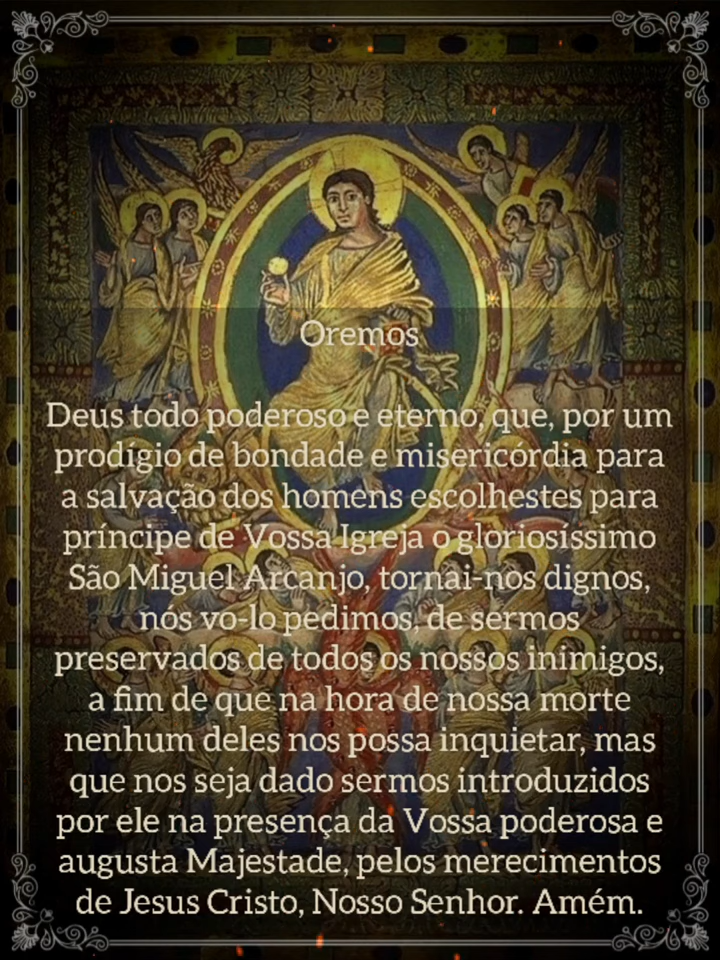 Oremos
Deus todo poderoso e eterno, que, por um
prodígio de bondade e misericórdia para
a salvação dos homens escolhestes para
príncipe de Vossa Igreja o gloriosíssimo
São Miguel Arcanjo, tornai-nos dignos,
nós vo-lo pedimos, de sermos
preservados de todos os nossos inimigos,
a fim de que na hora de nossa morte
nenhum deles nos possa inquietar, mas
que nos seja dado sermos introduzidos
por ele na presença da Vossa poderosa e
augusta Majestade, pelos merecimentos
de Jesus Cristo, Nosso Senhor. Amém.